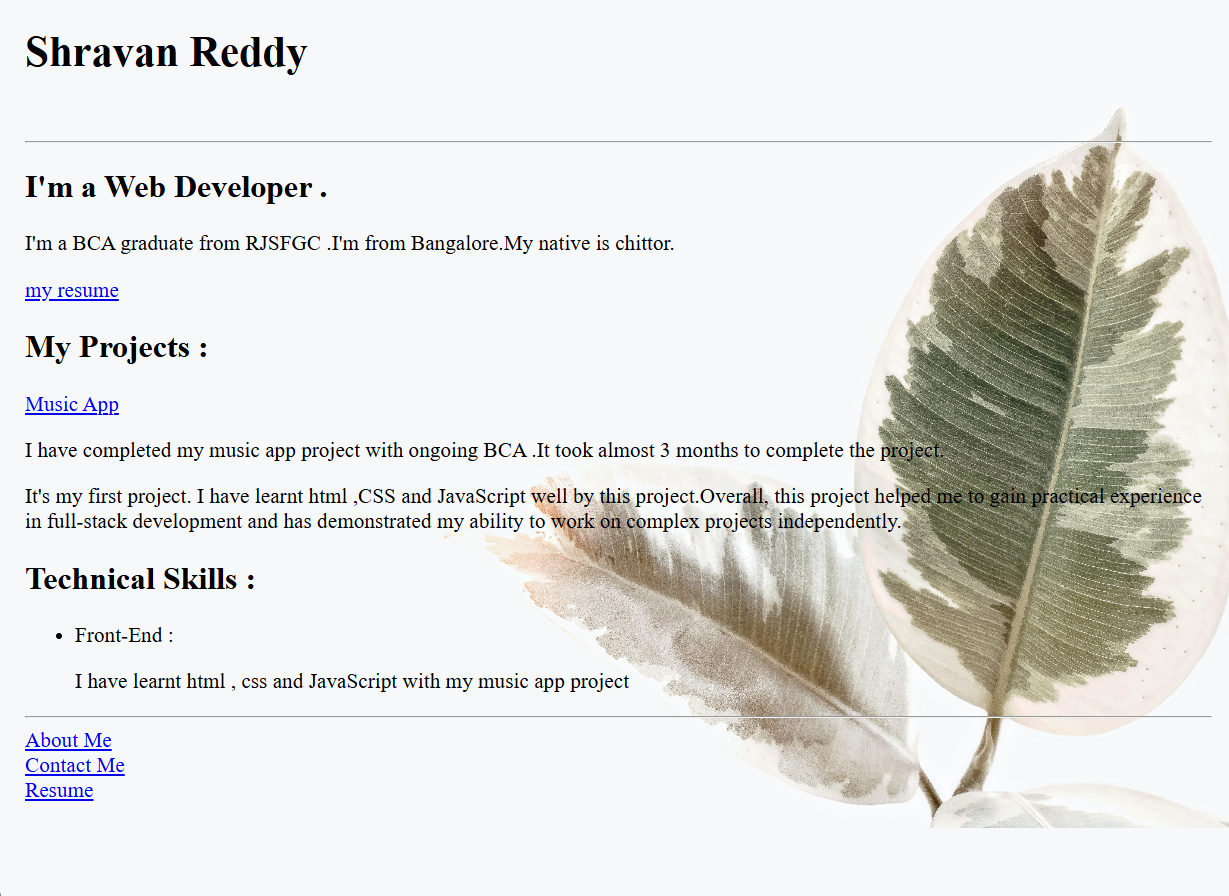 Shravan Reddy
I'm a Web Developer .
I'm a BCA graduate from RJSFGC .I'm from Bangalore.My native is chittor.
my resume
My Projects :
Music App
I have completed my music app project with ongoing BCA .It took almost 3 months to complete the project.
It's my first project. I have learnt html ,CSS and JavaScript well by this project.Overall, this project helped me to gain practical experience
in full-stack development and has demonstrated my ability to work on complex projects independently.
Technical Skills :
• Front-End :
I have learnt html , css and JavaScript with my music app project
About Me
Contact Me
Resume